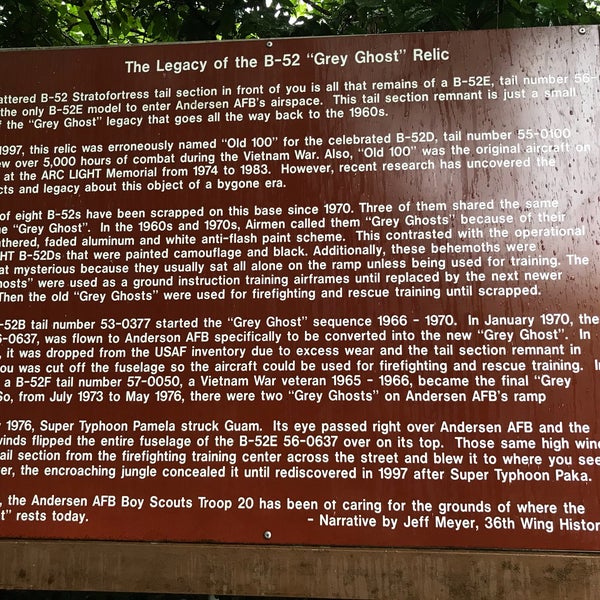 The Legacy of the B-52 "Grey Ghost" Relic
attered B-52 Stratofortress tail section in front of you is all that remains of a B-52E, tail number 56-0
the only B-52E model to enter Andersen AFB's airspace. This tail section remnant is just a small
f the "Grey Ghost" legacy that goes all the way back to the 1960s.
1997, this relic was erroneously named "Old 100" for the celebrated B-52D, tail number 55-0100
ew over 5,000 hours of combat during the Vietnam War. Also, "Old 100" was the original aircraft on
at the ARC LIGHT Memorial from 1974 to 1983. However, recent research has uncovered the
cts and legacy about this object of a bygone era.
of eight B-52s have been scrapped on this base since 1970. Three of them shared the same
e "Grey Ghost". In the 1960s and 1970s, Airmen called them "Grey Ghosts" because of their
thered, faded aluminum and white anti-flash paint scheme. This contrasted with the operational
HT B-52Ds that were painted camouflage and black. Additionally, these behemoths were
at mysterious because they usually sat all alone on the ramp unless being used for training. The
hosts" were used as a ground instruction training airframes until replaced by the next newer
Then the old "Grey Ghosts" were used for firefighting and rescue training until scrapped.
-52B tail number 53-0377 started the "Grey Ghost" sequence 1966 - 1970. In January 1970, the
6-0637, was flown to Anderson AFB specifically to be converted into the new "Grey Ghost". In
, it was dropped from the USAF inventory due to excess wear and the tail section remnant in
ou was cut off the fuselage so the aircraft could be used for firefighting and rescue training. In
a B-52F tail number 57-0050, a Vietnam War veteran 1965 - 1966, became the final "Grey
So, from July 1973 to May 1976, there were two "Grey Ghosts" on Andersen AFB's ramp
y 1976, Super Typhoon Pamela struck Guam. Its eye passed right over Andersen AFB and the
winds flipped the entire fuselage of the B-52E 56-0637 over on its top. Those same high wind
tail section from the firefighting training center across the street and blew it to where you see
er, the encroaching jungle concealed it until rediscovered in 1997 after Super Typhoon Paka.
, the Andersen AFB Boy Scouts Troop 20 has been of caring for the grounds of where the
t" rests today. - Narrative by Jeff Meyer, 36th Wing Histor